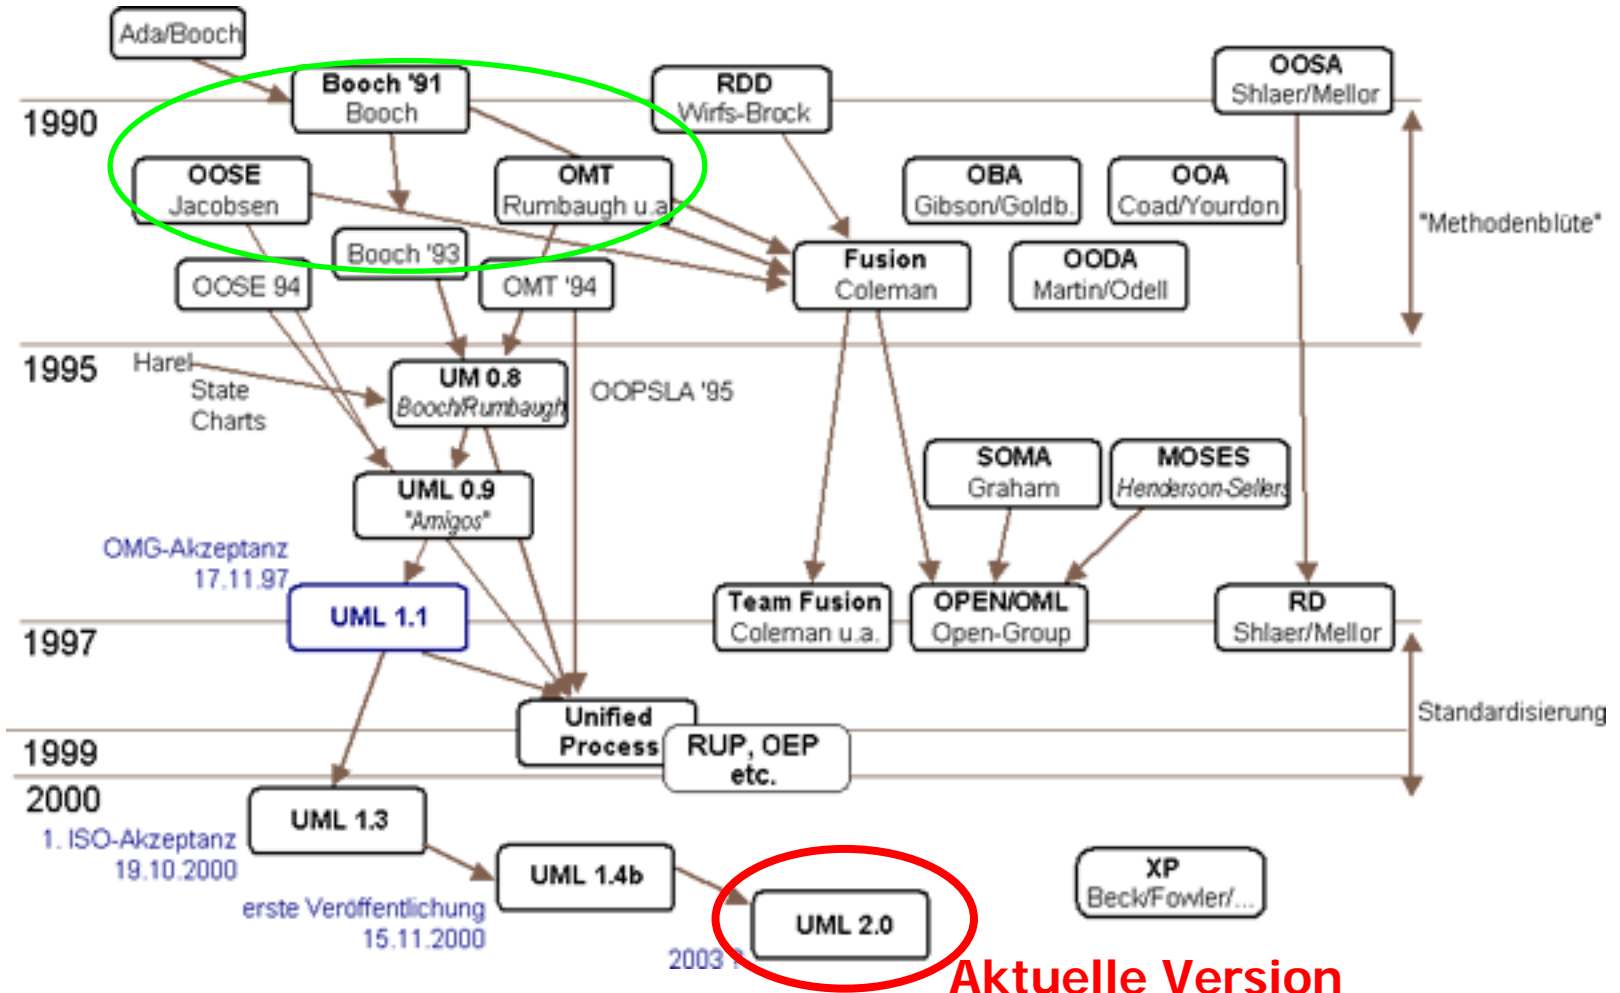 Ada/Booch
Booch '91
Booch
RDD
Wirfs-Brock
OOSA
Shlaer/Mellor
1990
OOSE
Jacobsen
OMT
Rumbaugh u.a
OBA
Gibson/Goldb.
OOA
Coad/Yourdon
"Methodenblüte"
Booch '93
OOSE 94
OMT '94
Fusion
Coleman
OODA
Martin/Odell
1995
Harel
State
Charts
UM 0.8
Booch/Rumbaugh
OOPSLA '95
SOMA
Graham
MOSES
Henderson-Sellers
UML 0.9
"Amigos"
OMG-Akzeptanz
17.11.97
UML 1.1
Team Fusion
Coleman u.a.
OPEN/OML
Open-Group
RD
Shlaer/Mellor
1997
Unified
Process
RUP, OEP
etc.
Standardisierung
1999
2000
UML 1.3
1. ISO-Akzeptanz
19.10.2000
UML 1.4b
erste Veröffentlichung
15.11.2000
UML 2.0
2003 ?
XP
Beck/Fowler/...
Aktuelle Version